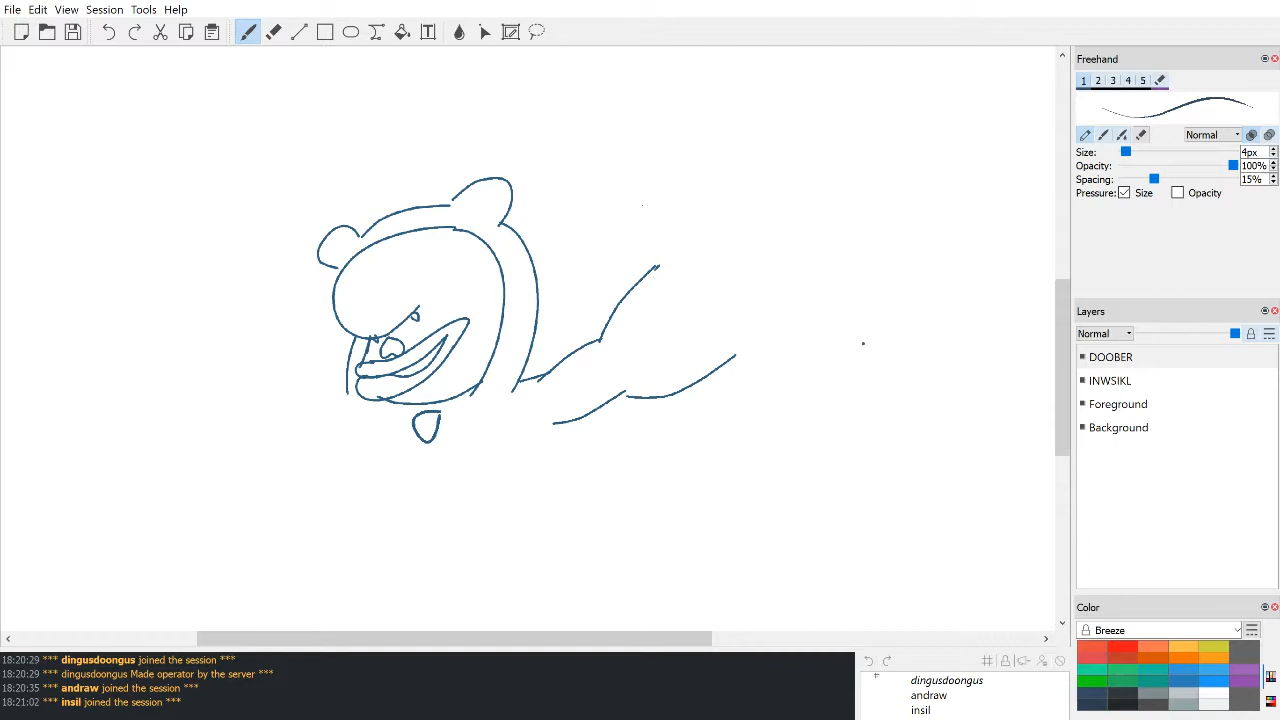 File Edit View Session Tools Help
Freehand
1 2 3 4 5
Normal
Size: 4px
Opacity: 100%
Spacing: 15%
Pressure: Size Opacity
Layers
Normal
DOOBER
INWSIKL
Foreground
Background
Color
Breeze
18:20:29 *** dingusdoongus joined the session ***
18:20:29 *** dingusdoongus Made operator by the server ***
18:20:35 *** andraw joined the session ***
18:21:02 *** insil joined the session ***
dingusdoongus
andraw
insil